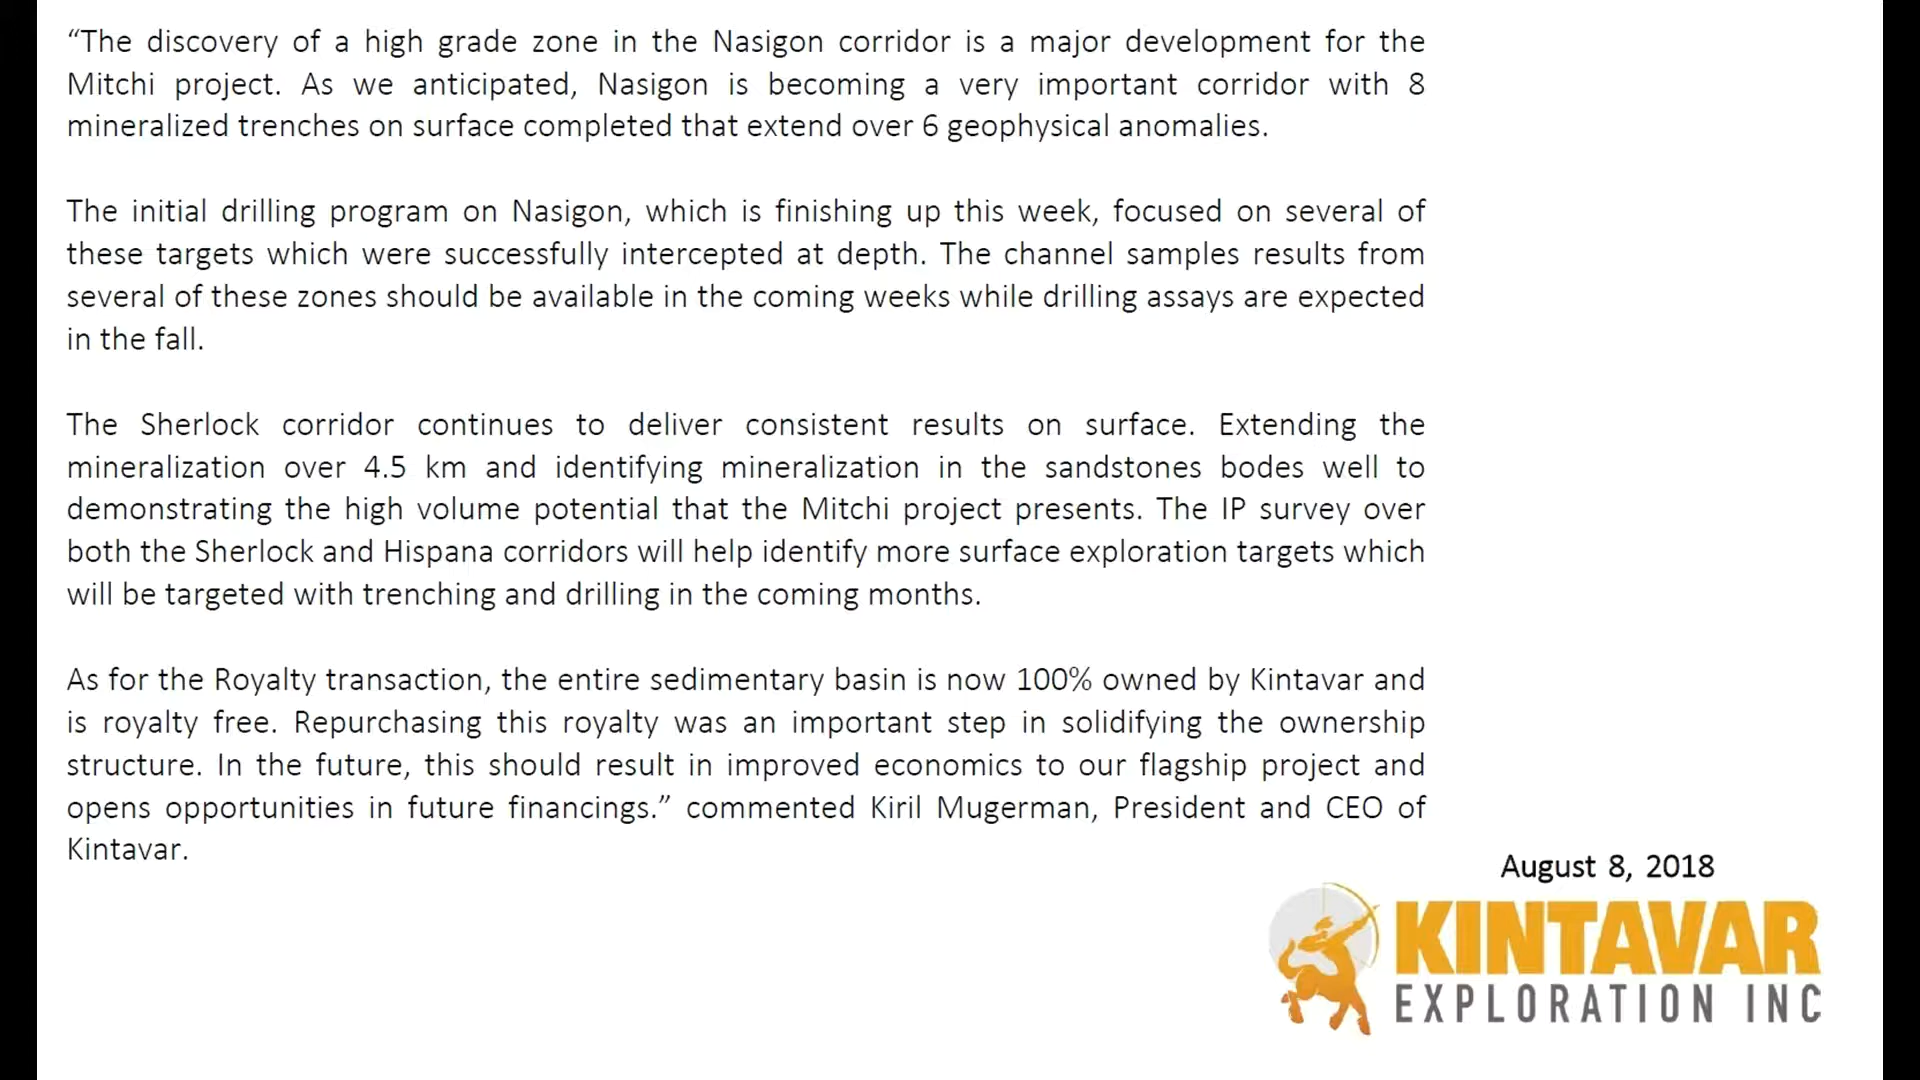 “The discovery of a high grade zone in the Nasigon corridor is a major development for the
Mitchi project. As we anticipated, Nasigon is becoming a very important corridor with 8
mineralized trenches on surface completed that extend over 6 geophysical anomalies.
The initial drilling program on Nasigon, which is finishing up this week, focused on several of
these targets which were successfully intercepted at depth. The channel samples results from
several of these zones should be available in the coming weeks while drilling assays are expected
in the fall.
The Sherlock corridor continues to deliver consistent results on surface. Extending the
mineralization over 4.5 km and identifying mineralization in the sandstones bodes well to
demonstrating the high volume potential that the Mitchi project presents. The IP survey over
both the Sherlock and Hispana corridors will help identify more surface exploration targets which
will be targeted with trenching and drilling in the coming months.
As for the Royalty transaction, the entire sedimentary basin is now 100% owned by Kintavar and
is royalty free. Repurchasing this royalty was an important step in solidifying the ownership
structure. In the future, this should result in improved economics to our flagship project and
opens opportunities in future financings.” commented Kiril Mugerman, President and CEO of
Kintavar.
August 8, 2018
KINTAVAR
EXPLORATION INC